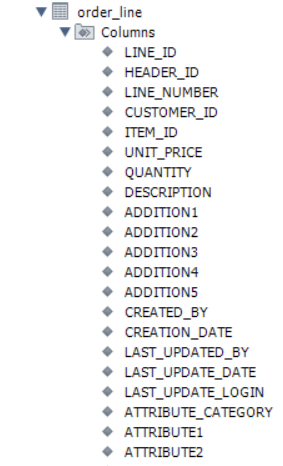 order_line
Columns
LINE_ID
HEADER_ID
LINE_NUMBER
CUSTOMER_ID
ITEM_ID
UNIT_PRICE
QUANTITY
DESCRIPTION
ADDITION1
ADDITION2
ADDITION3
ADDITION4
ADDITION5
CREATED_BY
CREATION_DATE
LAST_UPDATED_BY
LAST_UPDATE_DATE
LAST_UPDATE_LOGIN
ATTRIBUTE_CATEGORY
ATTRIBUTE1
ATTRIBUTE2